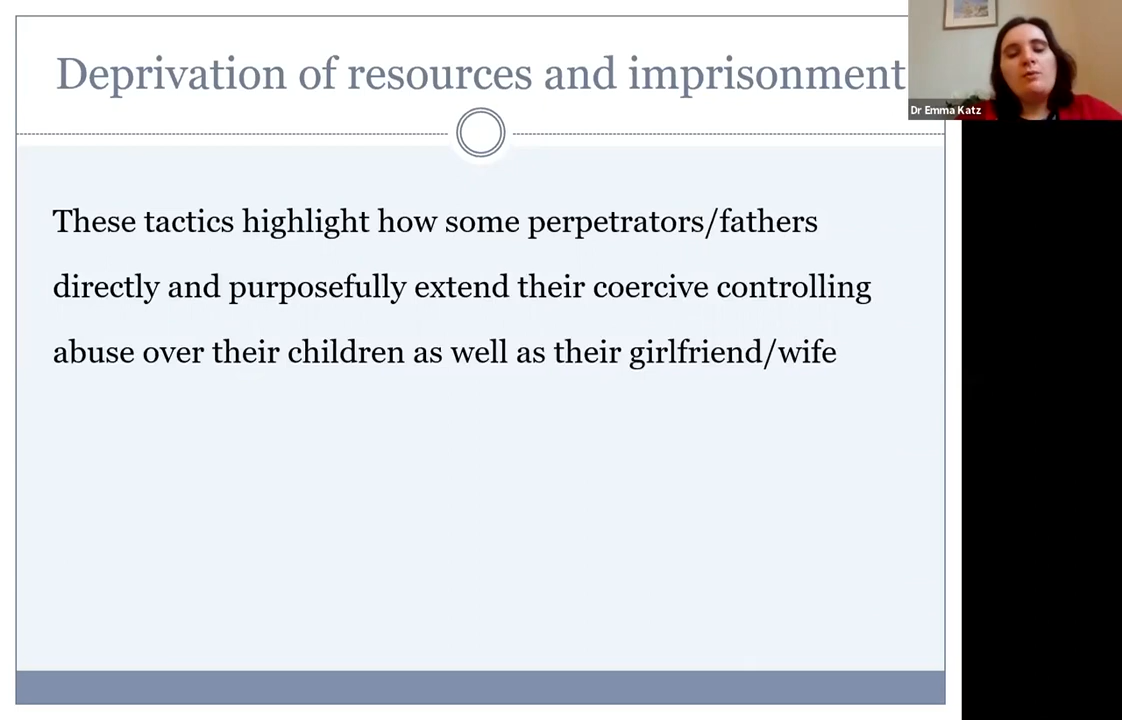 Deprivation of resources and imprisonment
Dr Emma Katz
These tactics highlight how some perpetrators/fathers
directly and purposefully extend their coercive controlling
abuse over their children as well as their girlfriend/wife